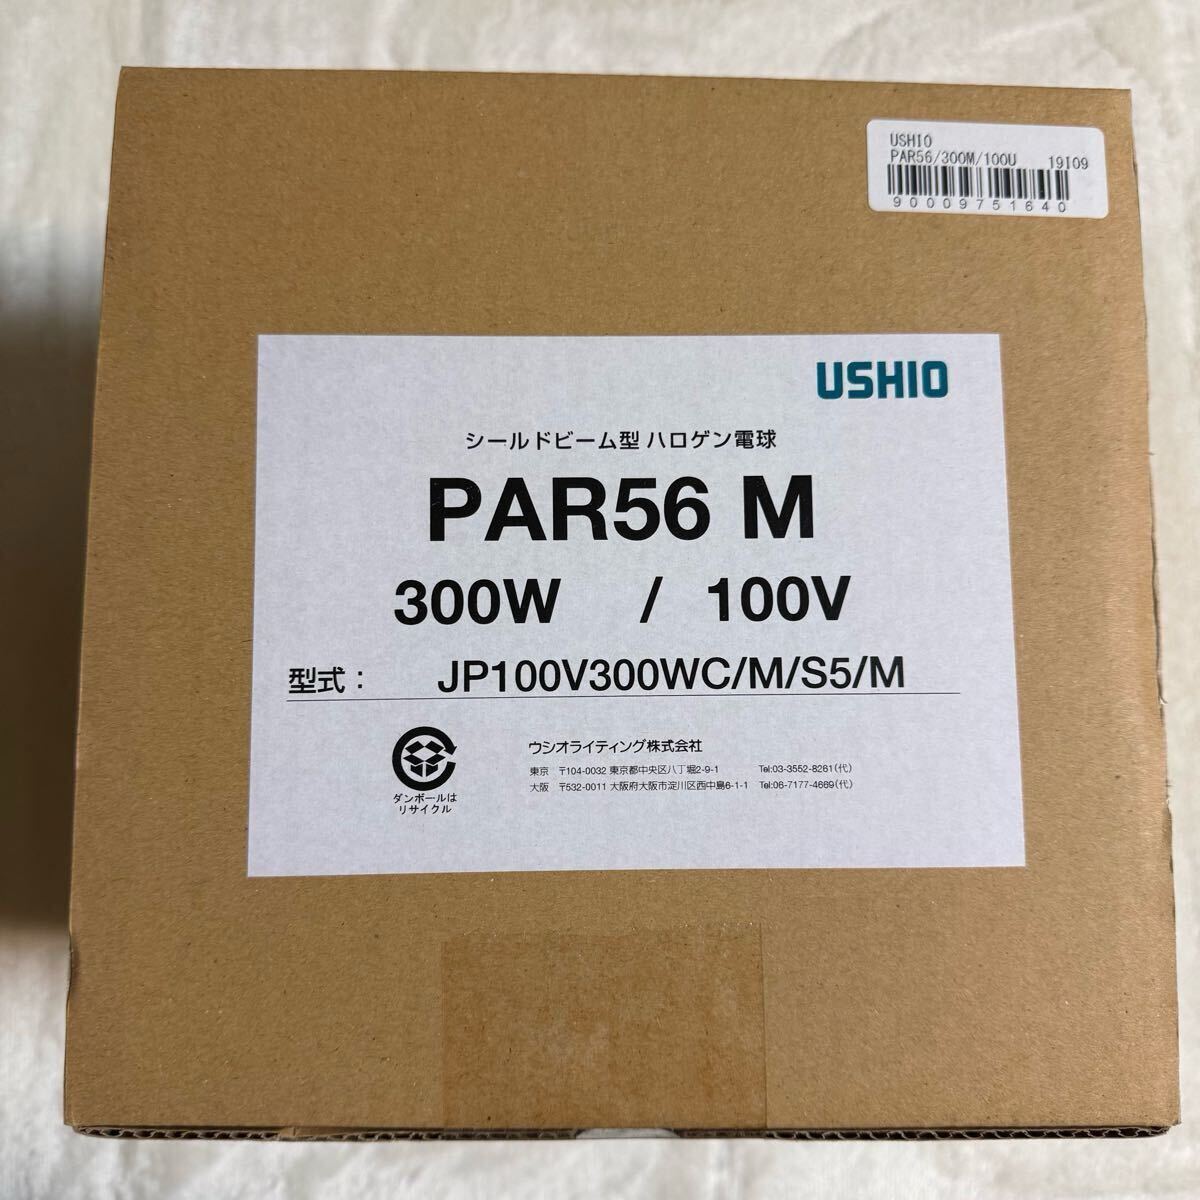 USHIO
PAR56/300M/100U 19I09
90009751640
USHIO
シールドビーム型 ハロゲン電球
PAR56 M
300W / 100V
型式： JP100V300WC/M/S5/M
ダンボールは
リサイクル
ウシオライティング株式会社
東京 〒104-0032 東京都中央区八丁堀2-9-1 Tel:03-3552-8261(代)
大阪 〒532-0011 大阪府大阪市淀川区西中島6-1-1 Tel:06-7177-4669(代)